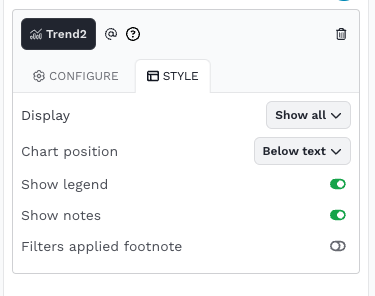 Trend2 @ ?
CONFIGURE STYLE
Display Show all
Chart position Below text
Show legend
Show notes
Filters applied footnote